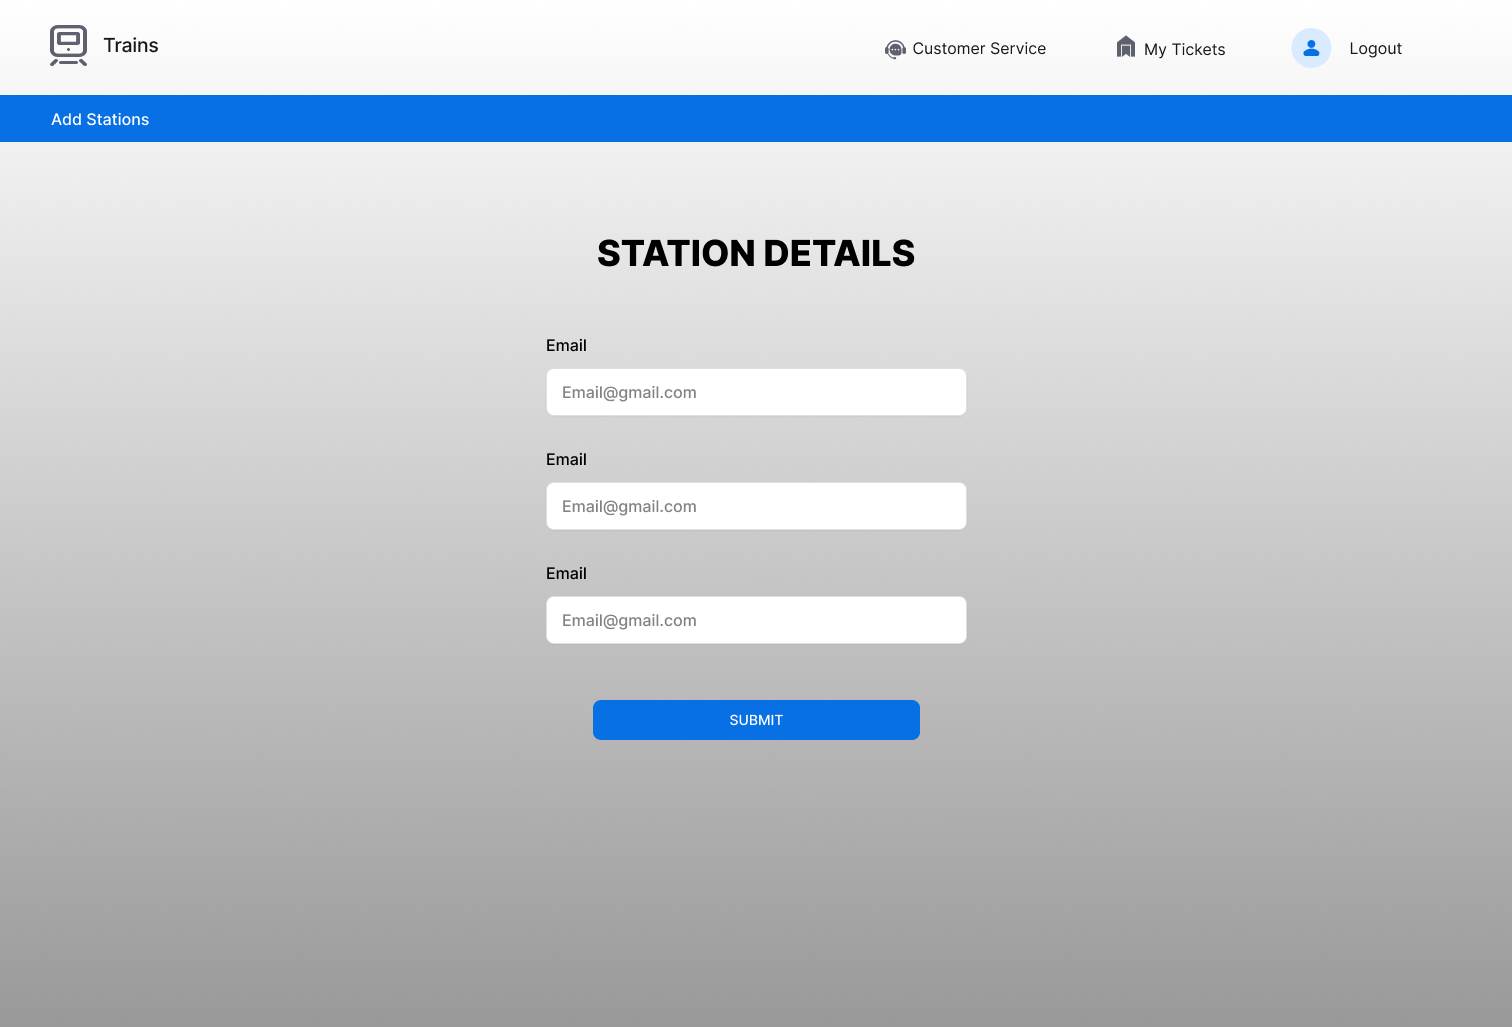 Trains
Customer Service
My Tickets
Logout
Add Stations
STATION DETAILS
Email
Email@gmail.com
Email
Email@gmail.com
Email
Email@gmail.com
SUBMIT